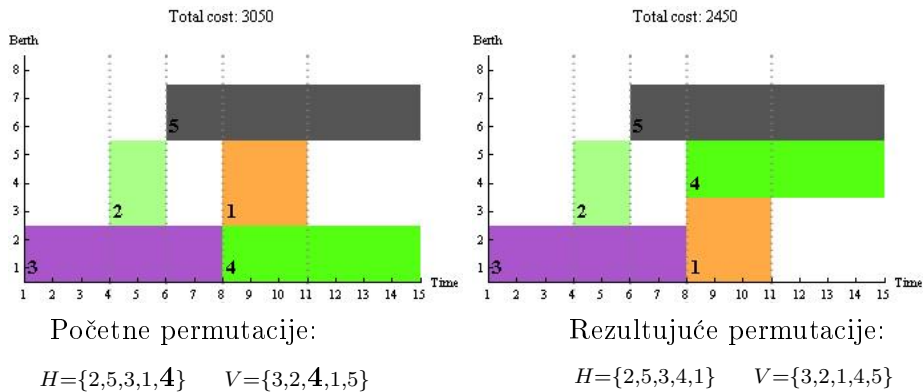 Total cost: 3050
Berth
8
7
6
5
4
3
2
1
5
2
1
3
4
1 2 3 4 5 6 7 8 9 10 11 12 13 14 15
Time
Početne permutacije:
H={2,5,3,1,4} V={3,2,4,1,5}
Total cost: 2450
Berth
8
7
6
5
4
3
2
1
5
4
2
3
1
1 2 3 4 5 6 7 8 9 10 11 12 13 14 15
Time
Rezultujuće permutacije:
H={2,5,3,4,1} V={3,2,1,4,5}